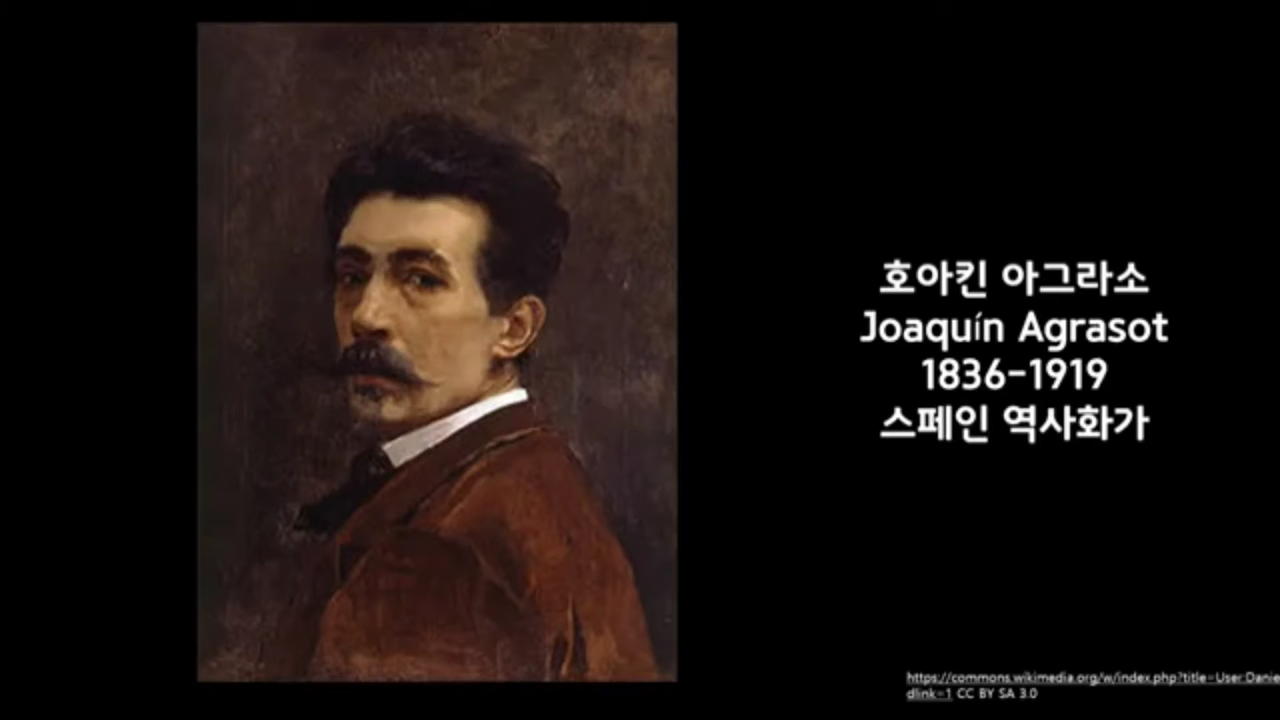 호아킨 아그라소
Joaquín Agrasot
1836-1919
스페인 역사화가
https://commons.wikimedia.org/w/index.php?title=User:Danie
dlink=1 CC BY SA 3.0